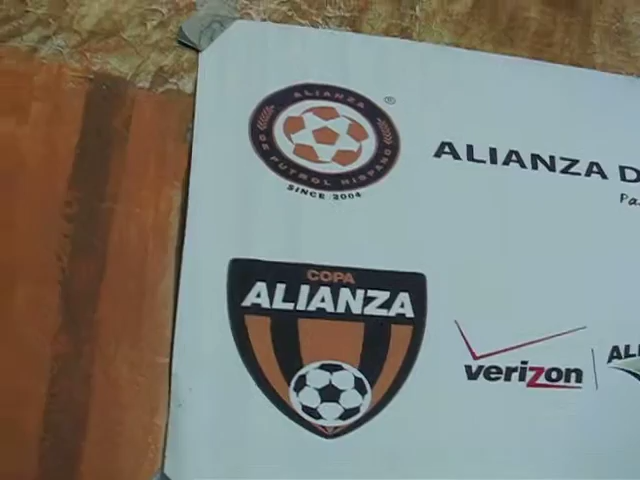 ALIANZA
DE FUTBOL HISPANO
®
SINCE 2004
ALIANZA D
Pa
COPA
ALIANZA
verizon
AL